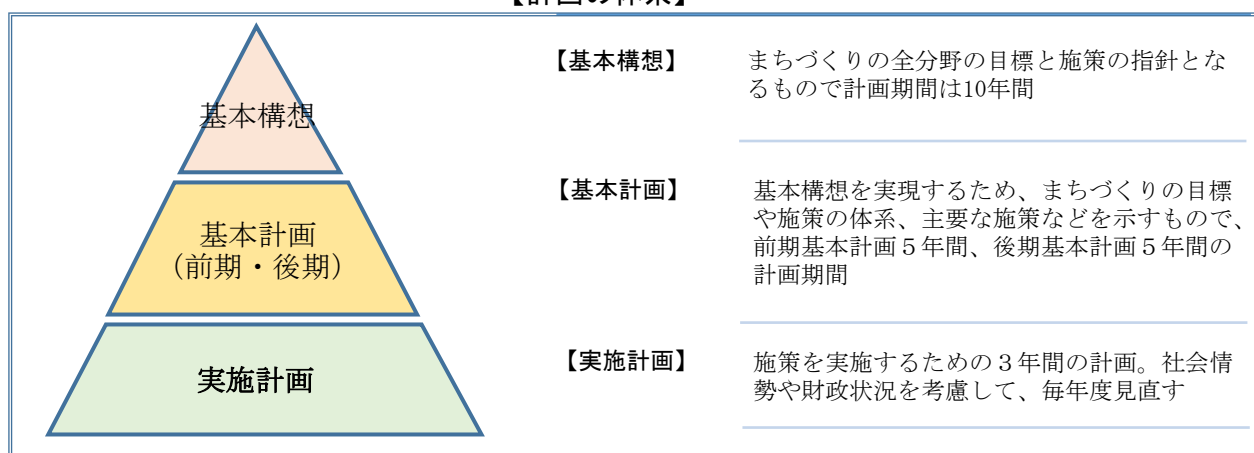 基本構想
基本計画
（前期・後期）
実施計画
【基本構想】
まちづくりの全分野の目標と施策の指針とな
るもので計画期間は10年間
【基本計画】
基本構想を実現するため、まちづくりの目標
や施策の体系、主要な施策などを示すもので、
前期基本計画５年間、後期基本計画５年間の
計画期間
【実施計画】
施策を実施するための３年間の計画。社会情
勢や財政状況を考慮して、毎年度見直す